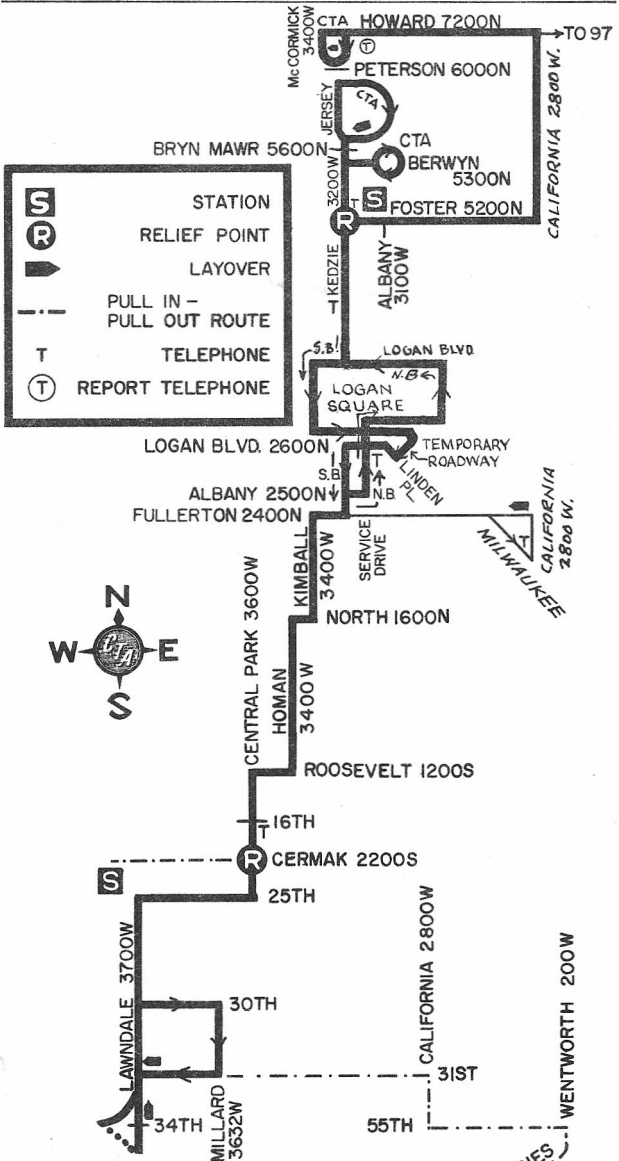 CTA HOWARD 7200N
TO 97
McCORMICK
3400W
T
PETERSON 6000N
CALIFORNIA 2800W.
JERSEY
CTA
BRYN MAWR 5600N
CTA
BERWYN
5300N
3200W
T
S
R
FOSTER 5200N
S STATION
R RELIEF POINT
LAYOVER
PULL IN -
PULL OUT ROUTE
T TELEPHONE
T REPORT TELEPHONE
KEDZIE
T
ALBANY
3100W
S.B!
LOGAN BLVD.
N.B
LOGAN
SQUARE
LOGAN BLVD. 2600N
TEMPORARY
ROADWAY
S.B.
T
LINDEN
PL
ALBANY 2500N
N.B.
FULLERTON 2400N
SERVICE
DRIVE
CALIFORNIA
2800W.
T
MILWAUKEE
KIMBALL
3400W
NORTH 1600N
N
W CTA E
S
CENTRAL PARK 3600W
HOMAN
3400W
ROOSEVELT 1200S
16TH
T
R
CERMAK 2200S
S
25TH
LAWNDALE 3700W
CALIFORNIA 2800W
WENTWORTH 200W
30TH
31ST
MILLARD
3632W
34TH
55TH